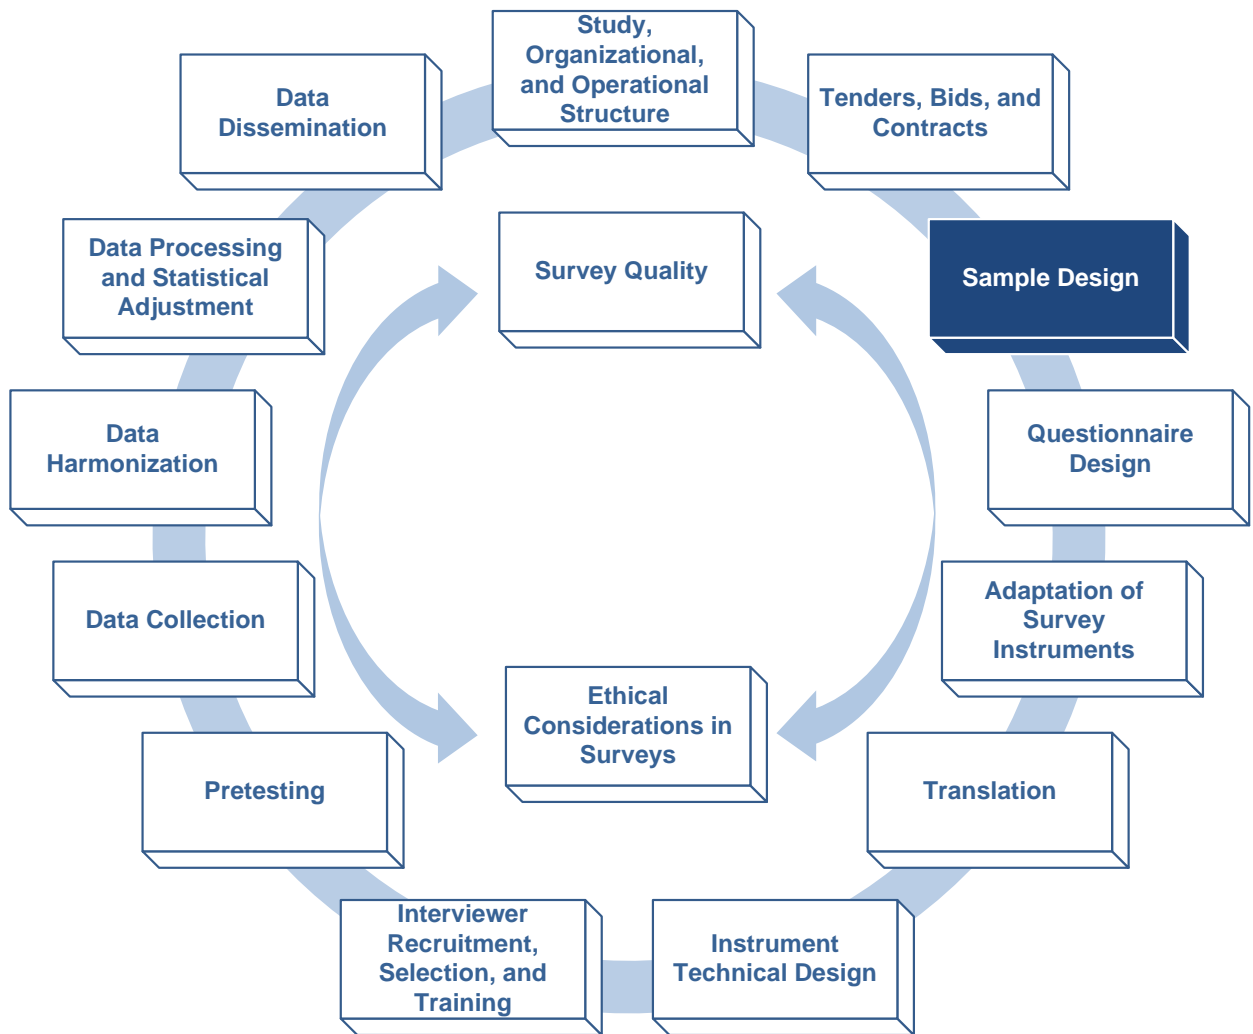 Study,
Organizational,
and Operational
Structure
Tenders, Bids, and
Contracts
Sample Design
Questionnaire
Design
Adaptation of
Survey
Instruments
Translation
Instrument
Technical Design
Interviewer
Recruitment,
Selection, and
Training
Pretesting
Data Collection
Data
Harmonization
Data Processing
and Statistical
Adjustment
Data
Dissemination
Survey Quality
Ethical
Considerations in
Surveys